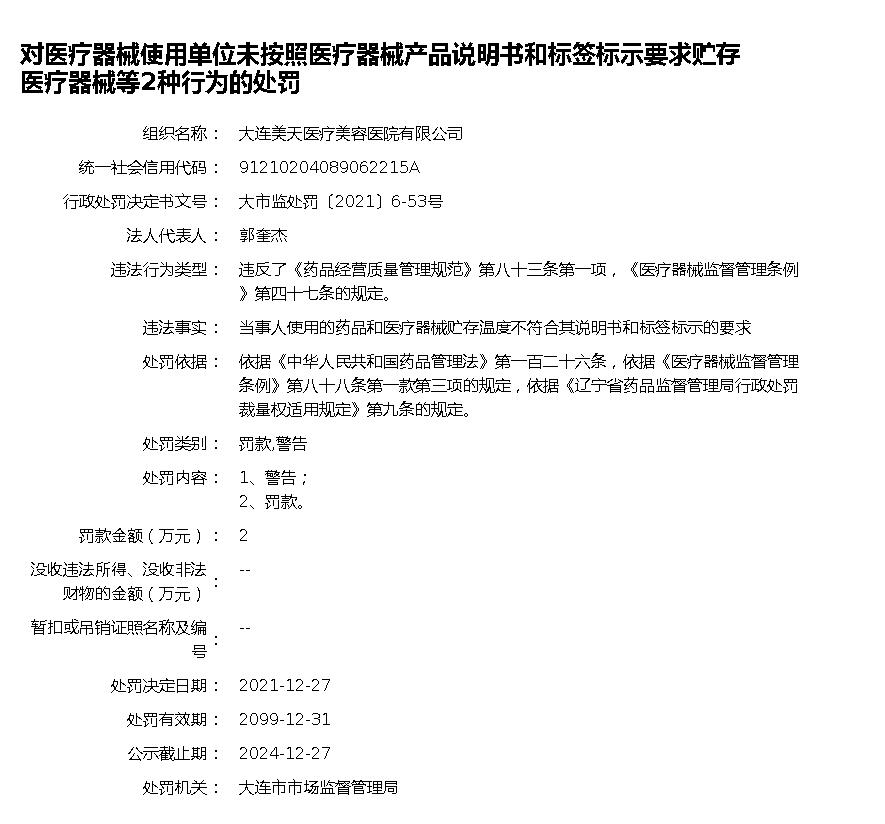 对医疗器械使用单位未按照医疗器械产品说明书和标签标示要求贮存
医疗器械等2种行为的处罚
组织名称： 大连美天医疗美容医院有限公司
统一社会信用代码： 91210204089062215A
行政处罚决定书文号： 大市监处罚〔2021〕6-53号
法人代表人： 郭奎杰
违法行为类型： 违反了《药品经营质量管理规范》第八十三条第一项，《医疗器械监督管理条例
》第四十七条的规定。
违法事实： 当事人使用的药品和医疗器械贮存温度不符合其说明书和标签标示的要求
处罚依据： 依据《中华人民共和国药品管理法》第一百二十六条，依据《医疗器械监督管理
条例》第八十八条第一款第三项的规定，依据《辽宁省药品监督管理局行政处罚
裁量权适用规定》第九条的规定。
处罚类别： 罚款,警告
处罚内容： 1、警告；
2、罚款。
罚款金额（万元）： 2
没收违法所得、没收非法
财物的金额（万元）： --
暂扣或吊销证照名称及编
号： --
处罚决定日期： 2021-12-27
处罚有效期： 2099-12-31
公示截止期： 2024-12-27
处罚机关： 大连市市场监督管理局